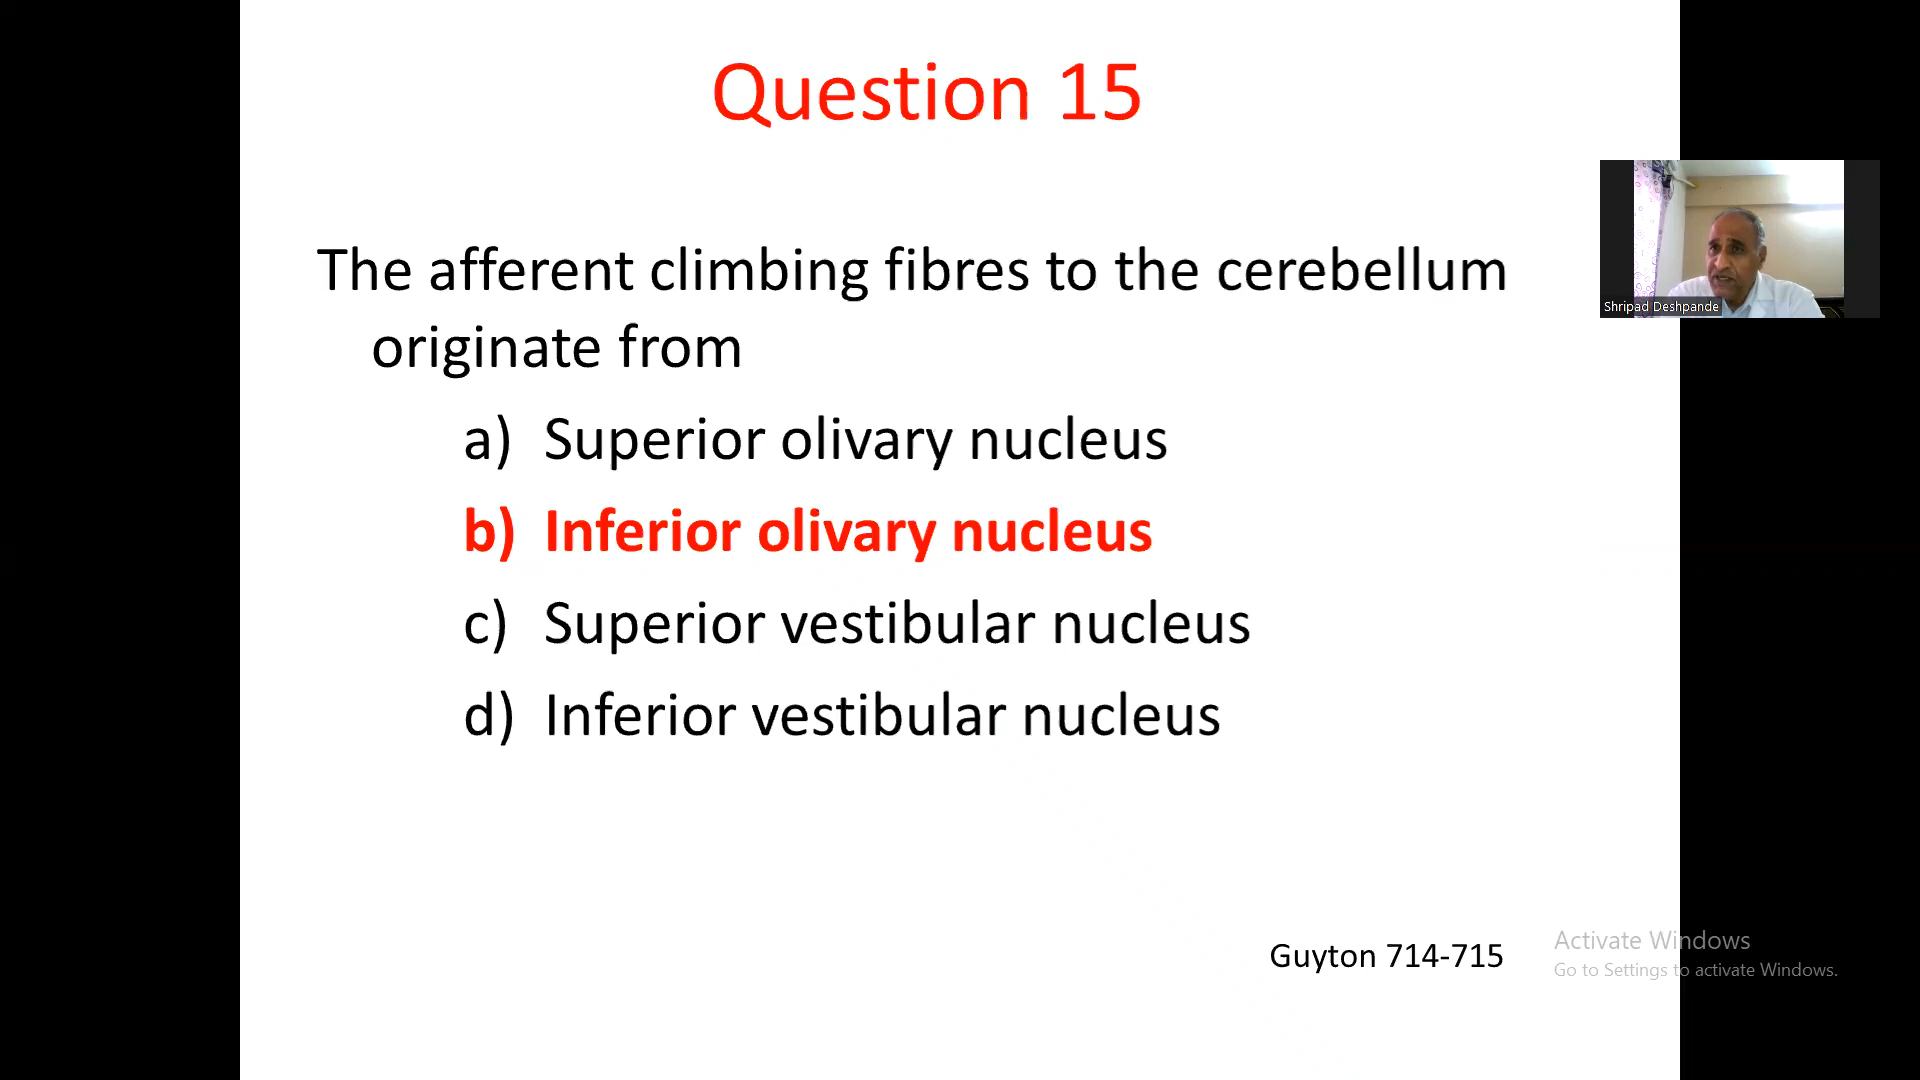 Question 15
The afferent climbing fibres to the cerebellum
originate from
a) Superior olivary nucleus
b) Inferior olivary nucleus
c) Superior vestibular nucleus
d) Inferior vestibular nucleus
Guyton 714-715
Shripad Deshpande
Activate Windows
Go to Settings to activate Windows.